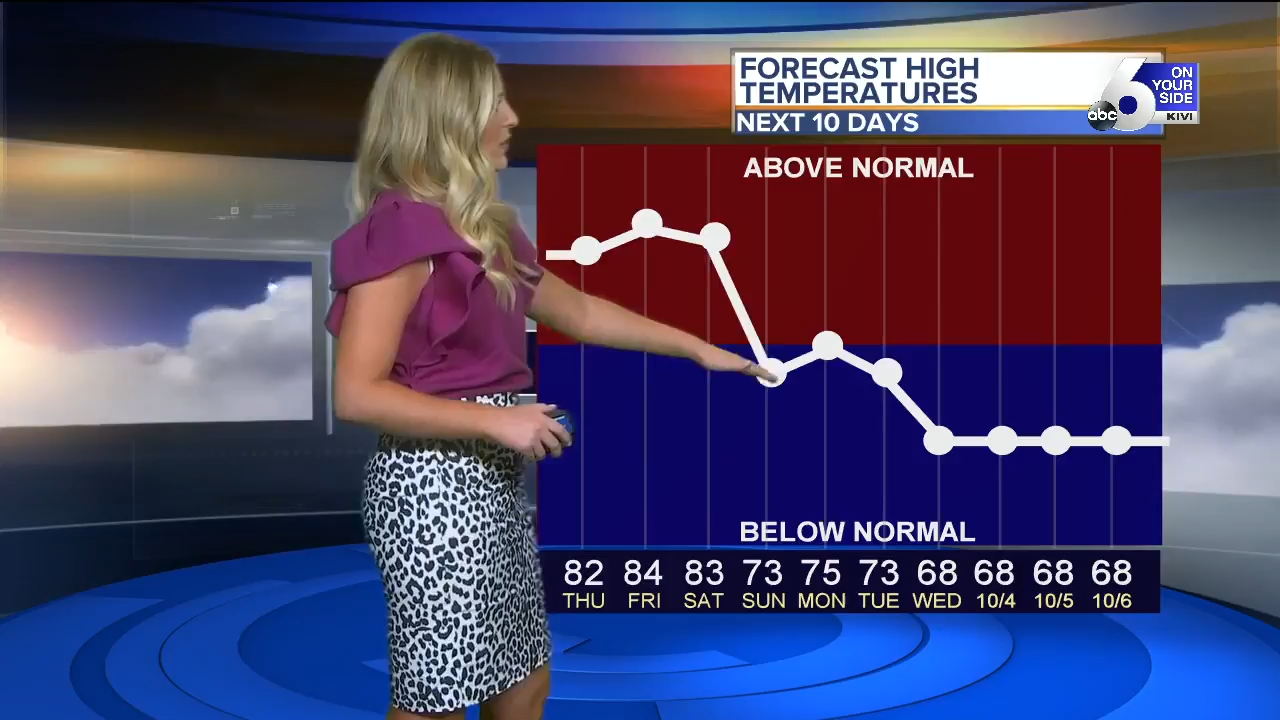 FORECAST HIGH
TEMPERATURES
NEXT 10 DAYS
abc 6 ON
YOUR
SIDE
KIVI
ABOVE NORMAL
BELOW NORMAL
82 84 83 73 75 73 68 68 68 68
THU FRI SAT SUN MON TUE WED 10/4 10/5 10/6